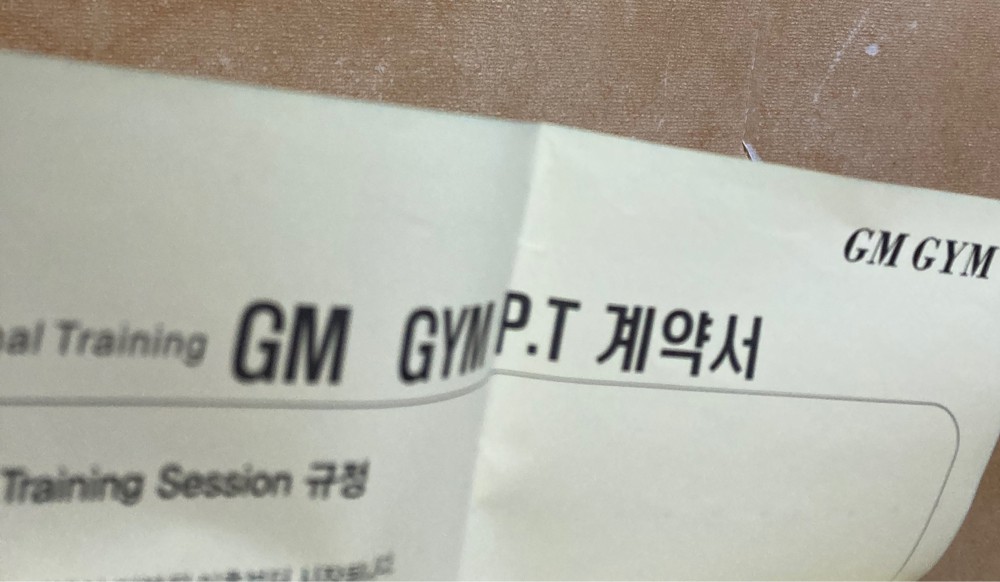 GM GYM
al Training GM GYM P.T 계약서
Training Session 규정